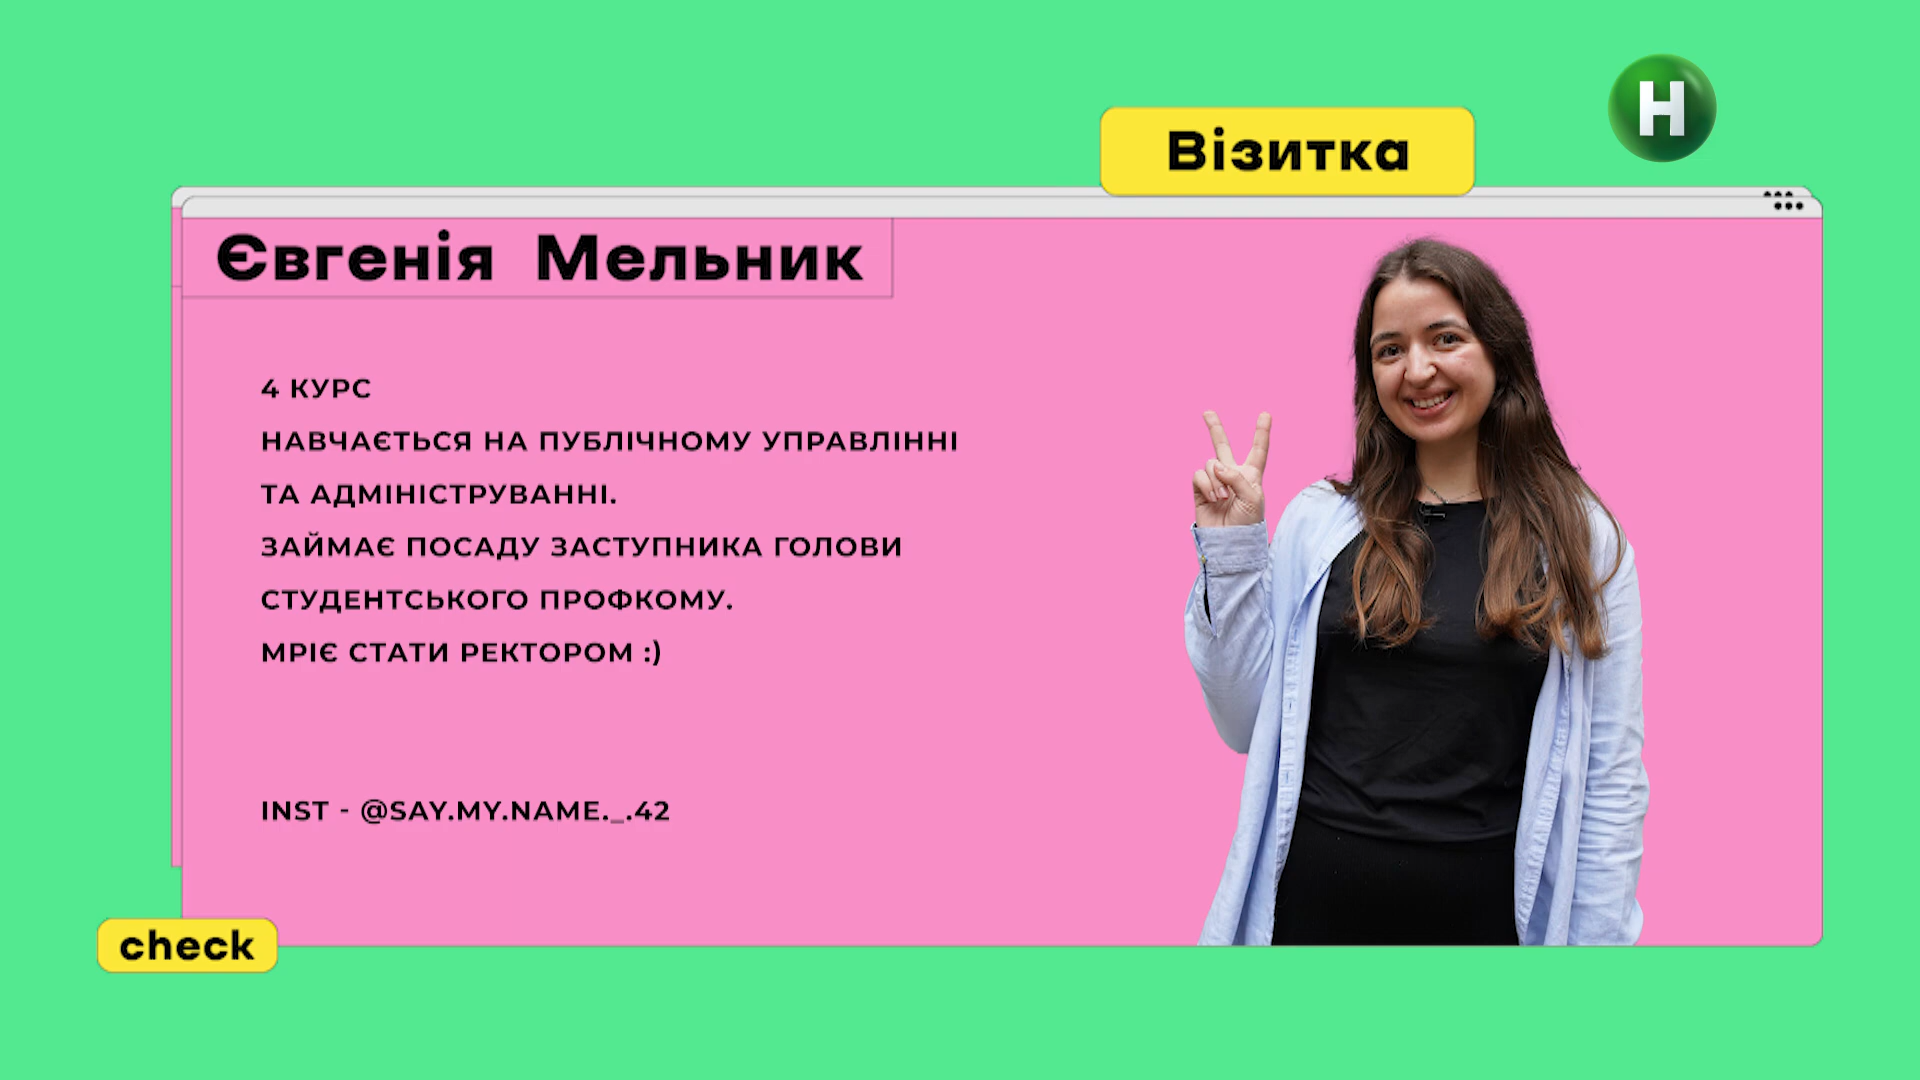 Н
Візитка
Євгенія Мельник
4 КУРС
НАВЧАЄТЬСЯ НА ПУБЛІЧНОМУ УПРАВЛІННІ
ТА АДМІНІСТРУВАННІ.
ЗАЙМАЄ ПОСАДУ ЗАСТУПНИКА ГОЛОВИ
СТУДЕНТСЬКОГО ПРОФКОМУ.
МРІЄ СТАТИ РЕКТОРОМ :)
INST - @SAY.MY.NAME._.42
check